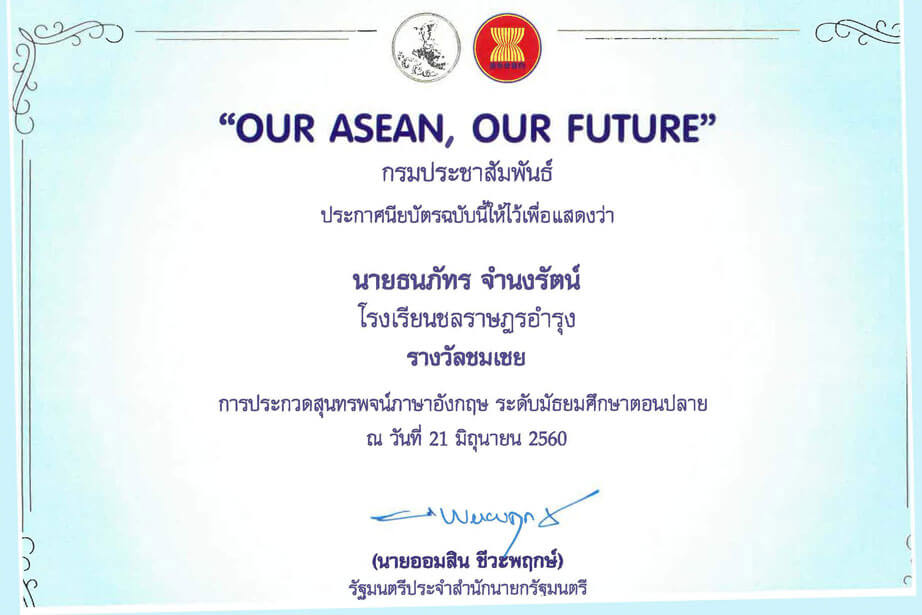 asean
“OUR ASEAN, OUR FUTURE”
กรมประชาสัมพันธ์
ประกาศนียบัตรฉบับนี้ให้ไว้เพื่อแสดงว่า
นายธนภัทร จำนงรัตน์
โรงเรียนชลราษฎรอำรุง
รางวัลชมเชย
การประกวดสุนทรพจน์ภาษาอังกฤษ ระดับมัธยมศึกษาตอนปลาย
ณ วันที่ 21 มิถุนายน 2560
(นายออมสิน ชีวะพฤกษ์)
รัฐมนตรีประจำสำนักนายกรัฐมนตรี